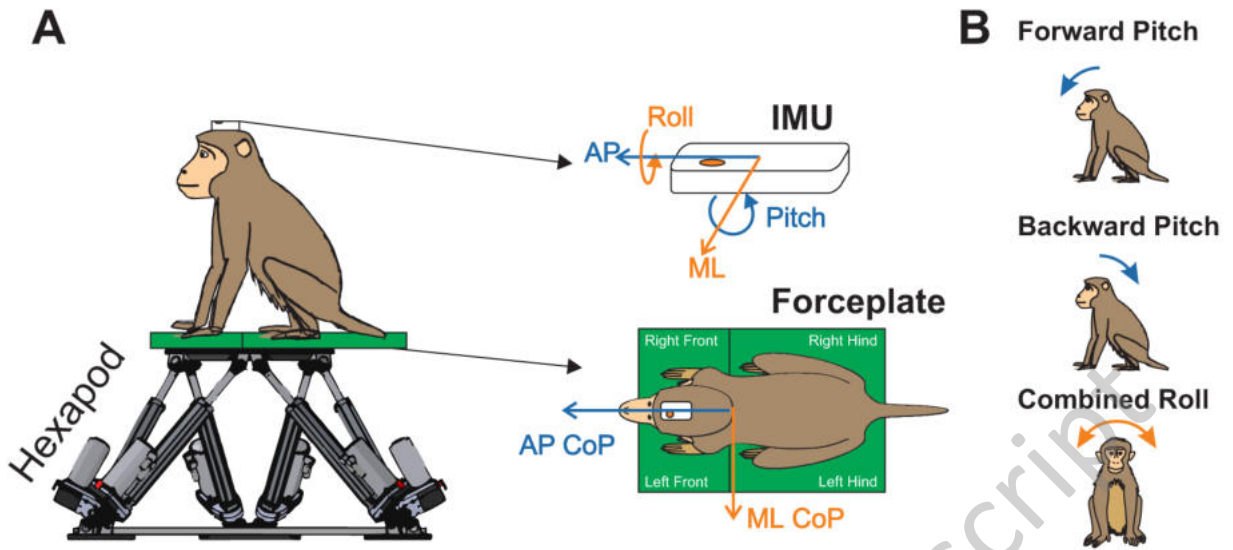 A
Hexapod
IMU
Roll
AP
Pitch
ML
Forceplate
Right Front
Right Hind
AP CoP
Left Front
Left Hind
ML CoP
B
Forward Pitch
Backward Pitch
Combined Roll
script